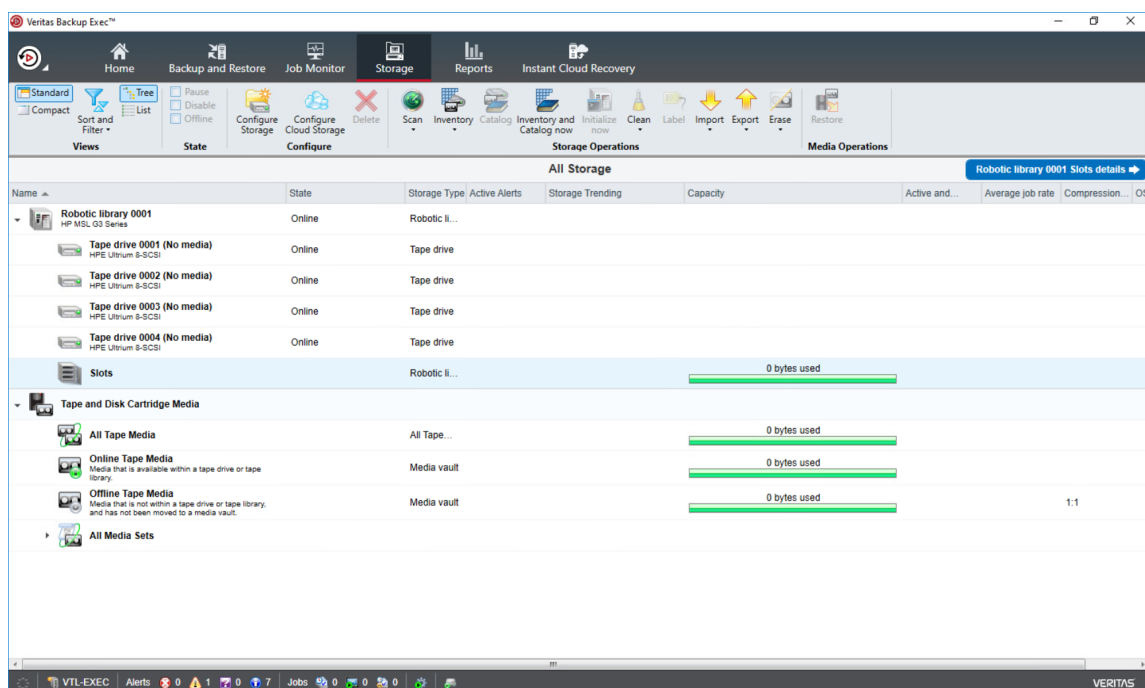 Veritas Backup Exec™
Home
Backup and Restore
Job Monitor
Storage
Reports
Instant Cloud Recovery
Standard
Compact
Sort and
Filter
Tree
List
Views
Pause
Disable
Offline
State
Configure
Storage
Configure
Cloud Storage
Delete
Configure
Scan
Inventory
Catalog
Inventory and
Catalog now
Initialize
now
Clean
Label
Import
Export
Erase
Storage Operations
Restore
Media Operations
All Storage
Robotic library 0001 Slots details
Name State Storage Type Active Alerts Storage Trending Capacity Active and... Average job rate Compression... OS
Robotic library 0001
HP MSL G3 Series
Online Robotic li...
Tape drive 0001 (No media)
HPE Ultrium 8-SCSI
Online Tape drive
Tape drive 0002 (No media)
HPE Ultrium 8-SCSI
Online Tape drive
Tape drive 0003 (No media)
HPE Ultrium 8-SCSI
Online Tape drive
Tape drive 0004 (No media)
HPE Ultrium 8-SCSI
Online Tape drive
Slots Robotic li... 0 bytes used
Tape and Disk Cartridge Media
All Tape Media All Tape... 0 bytes used
Online Tape Media
Media that is available within a tape drive or tape
library.
Media vault 0 bytes used
Offline Tape Media
Media that is not within a tape drive or tape library,
and has not been moved to a media vault.
Media vault 0 bytes used 1:1
All Media Sets
VTL-EXEC Alerts 0 1 0 7 Jobs 0 0 0 VERITAS